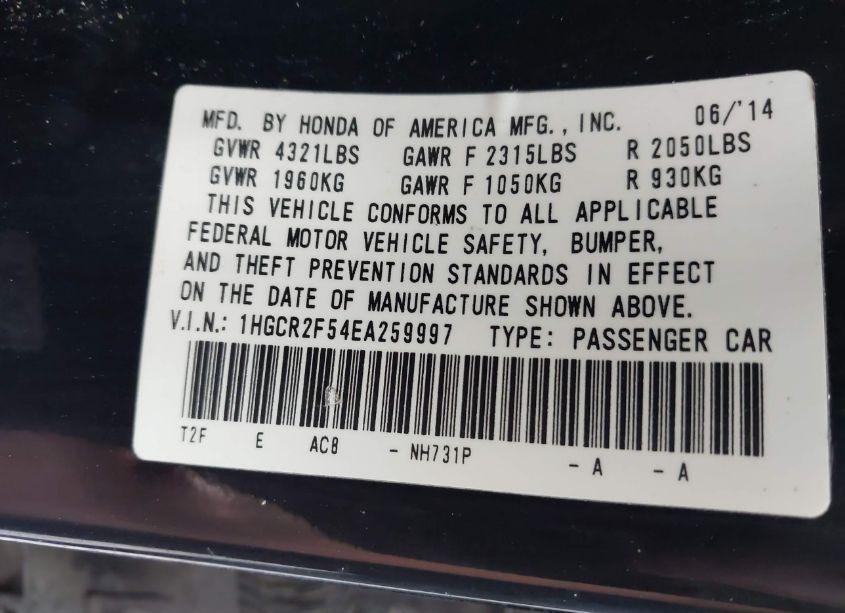 MFD. BY HONDA OF AMERICA MFG., INC. 06/'14
GVWR 4321LBS GAWR F 2315LBS R 2050LBS
GVWR 1960KG GAWR F 1050KG R 930KG
THIS VEHICLE CONFORMS TO ALL APPLICABLE
FEDERAL MOTOR VEHICLE SAFETY, BUMPER,
AND THEFT PREVENTION STANDARDS IN EFFECT
ON THE DATE OF MANUFACTURE SHOWN ABOVE.
V.I.N.: 1HGCR2F54EA259997 TYPE: PASSENGER CAR
T2F E AC8 - NH731P - A - A